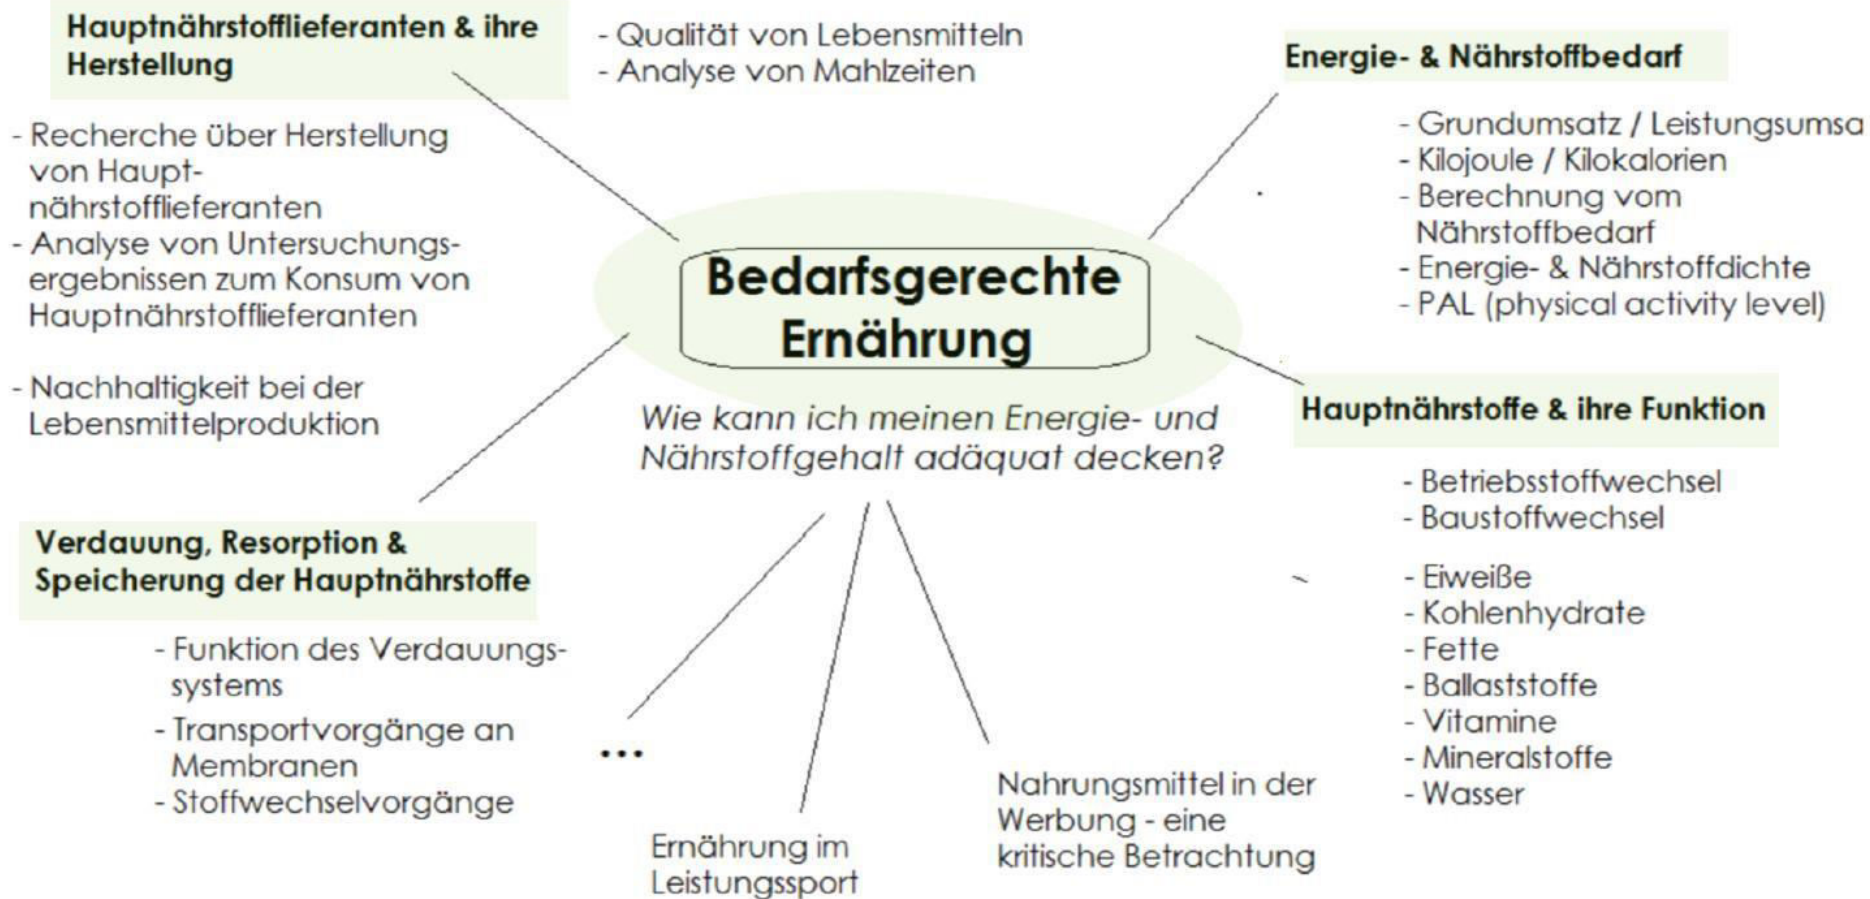 Hauptnährstofflieferanten & ihre
Herstellung
- Qualität von Lebensmitteln
- Analyse von Mahlzeiten
- Recherche über Herstellung
von Haupt-
nährstofflieferanten
- Analyse von Untersuchungs-
ergebnissen zum Konsum von
Hauptnährstofflieferanten
- Nachhaltigkeit bei der
Lebensmittelproduktion
Energie- & Nährstoffbedarf
- Grundumsatz / Leistungsumsa
- Kilojoule / Kilokalorien
- Berechnung vom
Nährstoffbedarf
- Energie- & Nährstoffdichte
- PAL (physical activity level)
Bedarfsgerechte
Ernährung
Wie kann ich meinen Energie- und
Nährstoffgehalt adäquat decken?
Hauptnährstoffe & ihre Funktion
- Betriebsstoffwechsel
- Baustoffwechsel
- Eiweiße
- Kohlenhydrate
- Fette
- Ballaststoffe
- Vitamine
- Mineralstoffe
- Wasser
Verdauung, Resorption &
Speicherung der Hauptnährstoffe
- Funktion des Verdauungs-
systems
- Transportvorgänge an
Membranen
- Stoffwechselvorgänge
...
Ernährung im
Leistungssport
Nahrungsmittel in der
Werbung - eine
kritische Betrachtung